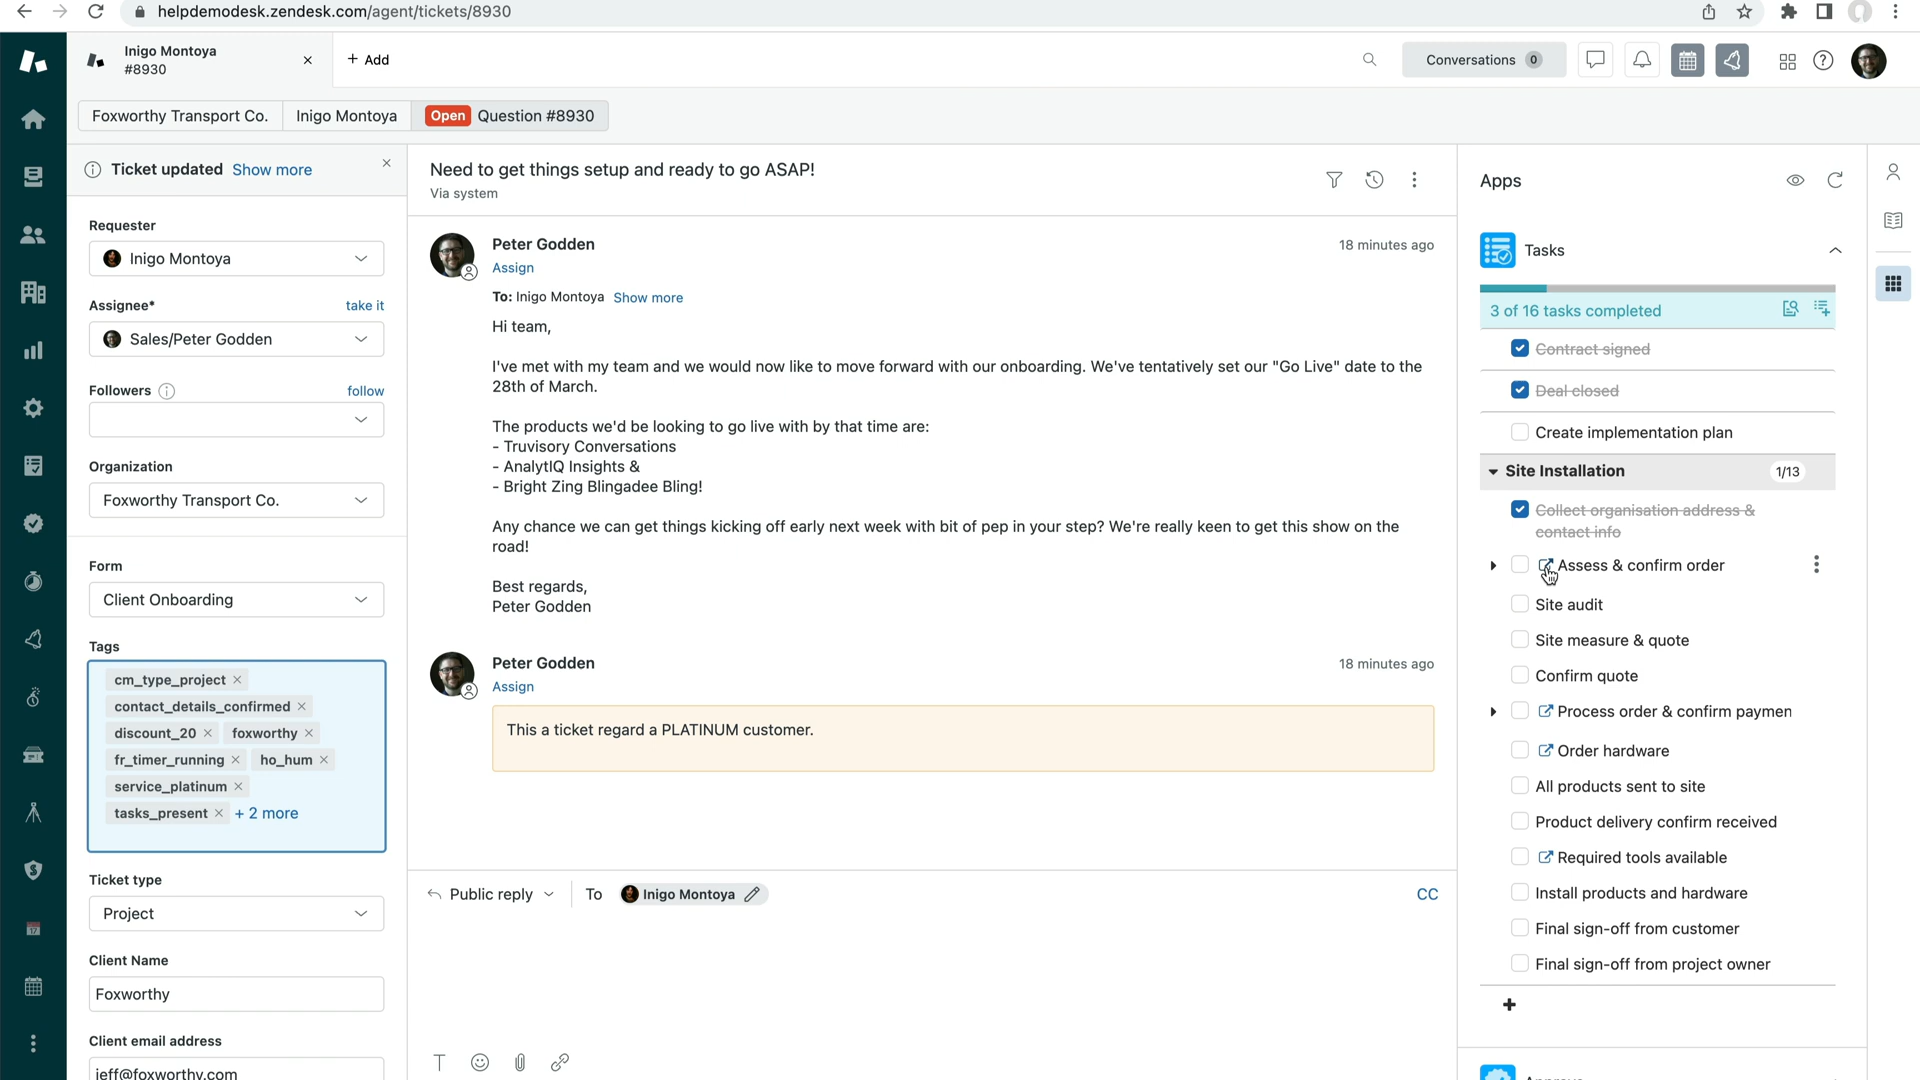 helpdemodesk.zendesk.com/agent/tickets/8930
Inigo Montoya
#8930
+ Add
Conversations 0
Foxworthy Transport Co.
Inigo Montoya
Open Question #8930
Ticket updated Show more
Requester
Inigo Montoya
Assignee* take it
Sales/Peter Godden
Followers follow
Organization
Foxworthy Transport Co.
Form
Client Onboarding
Tags
cm_type_project
contact_details_confirmed
discount_20 foxworthy
fr_timer_running ho_hum
service_platinum
tasks_present + 2 more
Ticket type
Project
Client Name
Foxworthy
Client email address
jeff@foxworthy.com
Need to get things setup and ready to go ASAP!
Via system
Peter Godden 18 minutes ago
Assign
To: Inigo Montoya Show more
Hi team,
I've met with my team and we would now like to move forward with our onboarding. We've tentatively set our "Go Live" date to the
28th of March.
The products we'd be looking to go live with by that time are:
- Truvisory Conversations
- AnalytIQ Insights &
- Bright Zing Blingadee Bling!
Any chance we can get things kicking off early next week with bit of pep in your step? We're really keen to get this show on the
road!
Best regards,
Peter Godden
Peter Godden 18 minutes ago
Assign
This a ticket regard a PLATINUM customer.
Public reply To Inigo Montoya CC
Apps
Tasks
3 of 16 tasks completed
Contract signed
Deal closed
Create implementation plan
Site Installation 1/13
Collect organisation address &
contact info
Assess & confirm order
Site audit
Site measure & quote
Confirm quote
Process order & confirm paymen
Order hardware
All products sent to site
Product delivery confirm received
Required tools available
Install products and hardware
Final sign-off from customer
Final sign-off from project owner
17